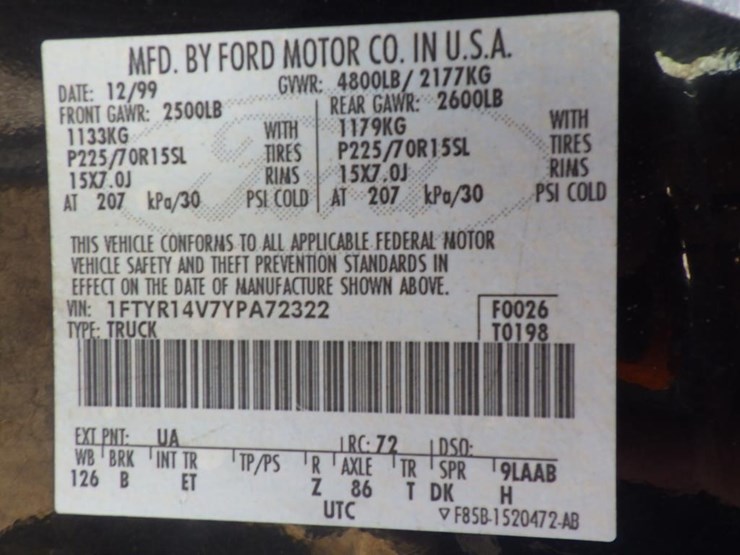 MFD. BY FORD MOTOR CO. IN U.S.A.
DATE: 12/99 GVWR: 4800LB/ 2177KG
FRONT GAWR: 2500LB REAR GAWR: 2600LB
1133KG WITH 1179KG WITH
P225/70R15SL TIRES P225/70R15SL TIRES
15X7.0J RIMS 15X7.0J RIMS
AT 207 kPa/30 PSI COLD AT 207 kPa/30 PSI COLD
THIS VEHICLE CONFORMS TO ALL APPLICABLE FEDERAL MOTOR
VEHICLE SAFETY AND THEFT PREVENTION STANDARDS IN
EFFECT ON THE DATE OF MANUFACTURE SHOWN ABOVE.
VIN: 1FTYR14V7YPA72322 F0026
TYPE: TRUCK T0198
EXT PNT: UA RC: 72 DSO:
WB BRK INT TR TP/PS R AXLE TR SPR 9LAAB
126 B ET Z 86 T DK H
UTC ▽ F85B-1520472-AB